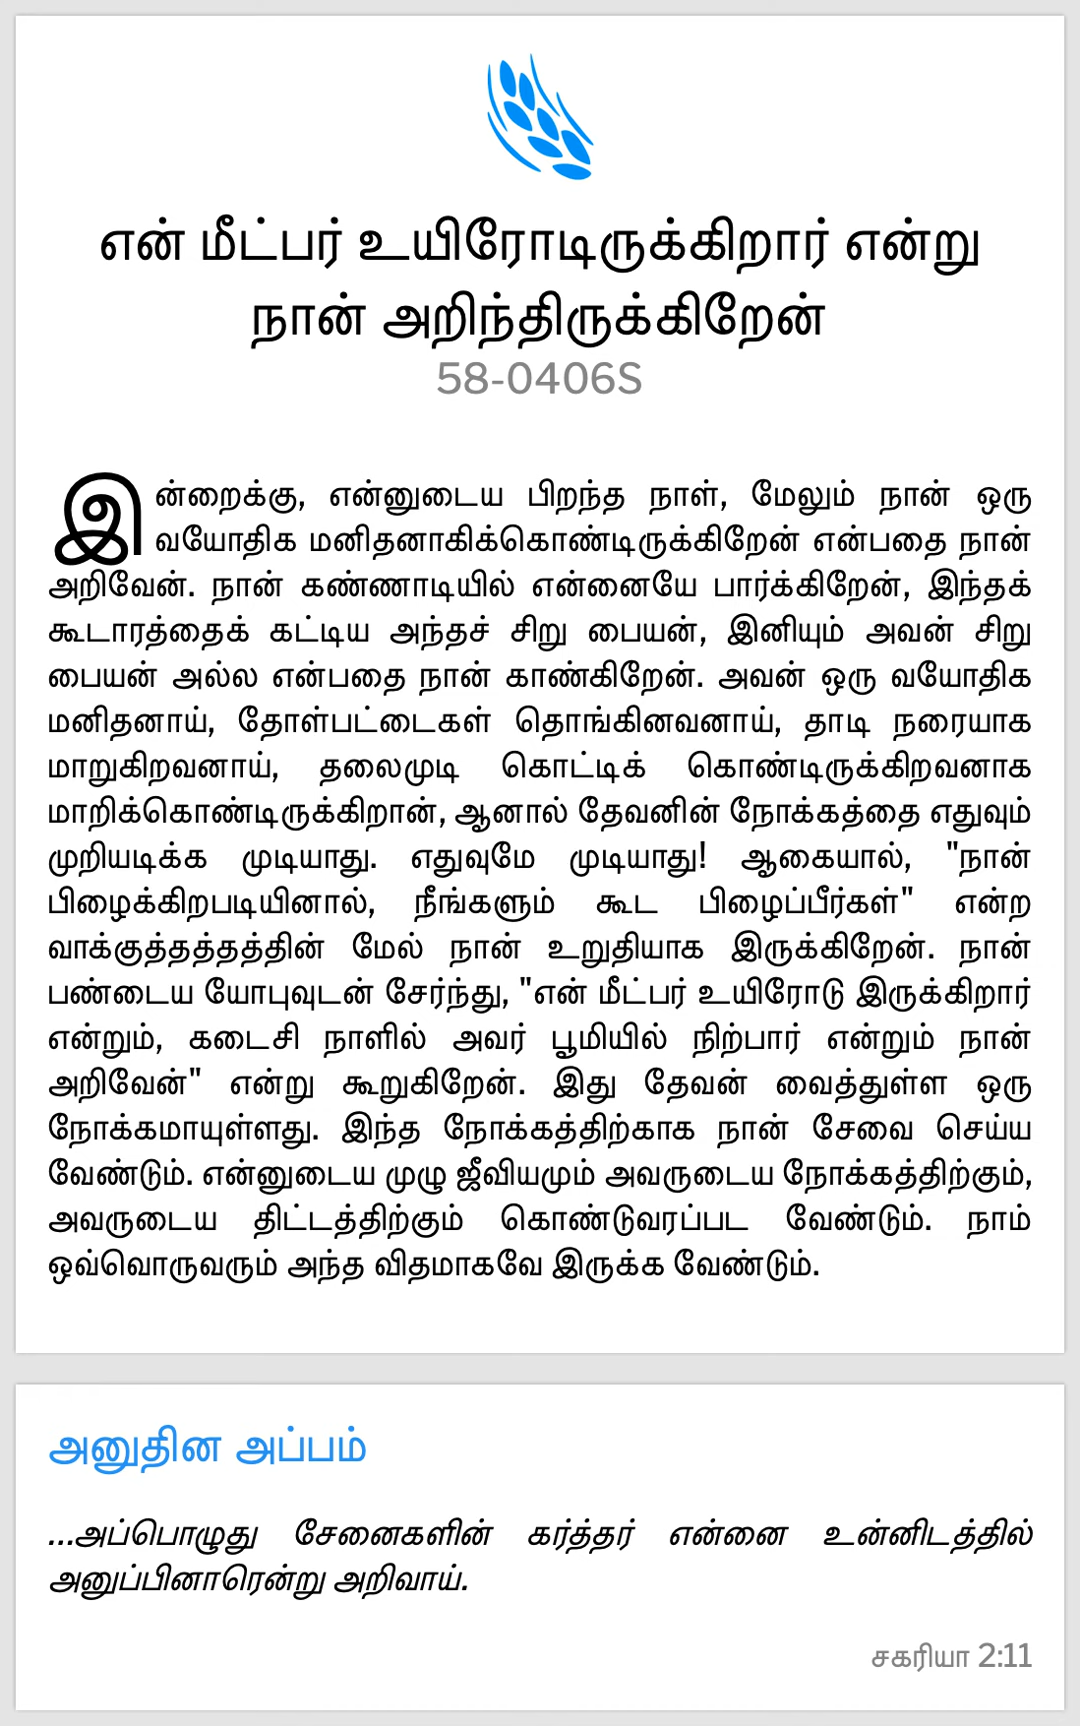 என் மீட்பர் உயிரோடிருக்கிறார் என்று
நான் அறிந்திருக்கிறேன்
58-0406S
இன்றைக்கு, என்னுடைய பிறந்த நாள், மேலும் நான் ஒரு
வயோதிக மனிதனாகிக்கொண்டிருக்கிறேன் என்பதை நான்
அறிவேன். நான் கண்ணாடியில் என்னையே பார்க்கிறேன், இந்தக்
கூடாரத்தைக் கட்டிய அந்தச் சிறு பையன், இனியும் அவன் சிறு
பையன் அல்ல என்பதை நான் காண்கிறேன். அவன் ஒரு வயோதிக
மனிதனாய், தோள்பட்டைகள் தொங்கினவனாய், தாடி நரையாக
மாறுகிறவனாய், தலைமுடி கொட்டிக் கொண்டிருக்கிறவனாக
மாறிக்கொண்டிருக்கிறான், ஆனால் தேவனின் நோக்கத்தை எதுவும்
முறியடிக்க முடியாது. எதுவுமே முடியாது! ஆகையால், "நான்
பிழைக்கிறபடியினால், நீங்களும் கூட பிழைப்பீர்கள்" என்ற
வாக்குத்தத்தத்தின் மேல் நான் உறுதியாக இருக்கிறேன். நான்
பண்டைய யோபுவுடன் சேர்ந்து, "என் மீட்பர் உயிரோடு இருக்கிறார்
என்றும், கடைசி நாளில் அவர் பூமியில் நிற்பார் என்றும் நான்
அறிவேன்" என்று கூறுகிறேன். இது தேவன் வைத்துள்ள ஒரு
நோக்கமாயுள்ளது. இந்த நோக்கத்திற்காக நான் சேவை செய்ய
வேண்டும். என்னுடைய முழு ஜீவியமும் அவருடைய நோக்கத்திற்கும்,
அவருடைய திட்டத்திற்கும் கொண்டுவரப்பட வேண்டும். நாம்
ஒவ்வொருவரும் அந்த விதமாகவே இருக்க வேண்டும்.
அனுதின அப்பம்
...அப்பொழுது சேனைகளின் கர்த்தர் என்னை உன்னிடத்தில்
அனுப்பினாரென்று அறிவாய்.
சகரியா 2:11